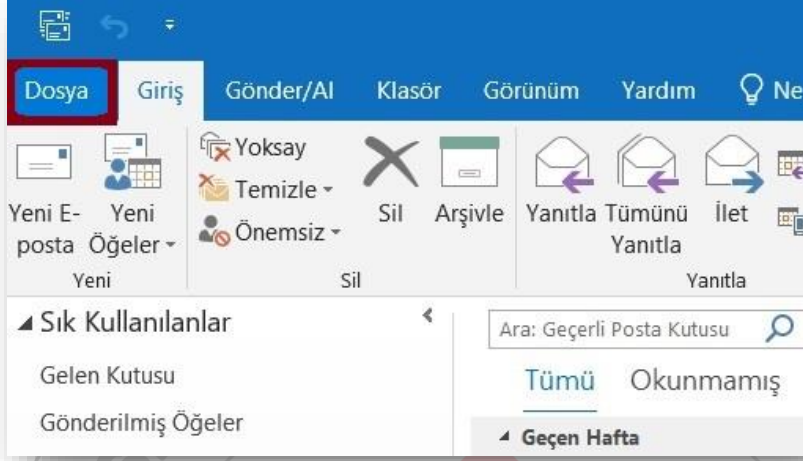 Dosya
Giriş
Gönder/Al
Klasör
Görünüm
Yardım
Ne
Yeni E-
posta
Yeni
Öğeler
Yoksay
Temizle
Önemsiz
Sil
Arşivle
Yanıtla
Tümünü
Yanıtla
İlet
Yeni
Sil
Yanıtla
Sık Kullanılanlar
Ara: Geçerli Posta Kutusu
Gelen Kutusu
Tümü Okunmamış
Gönderilmiş Öğeler
Geçen Hafta